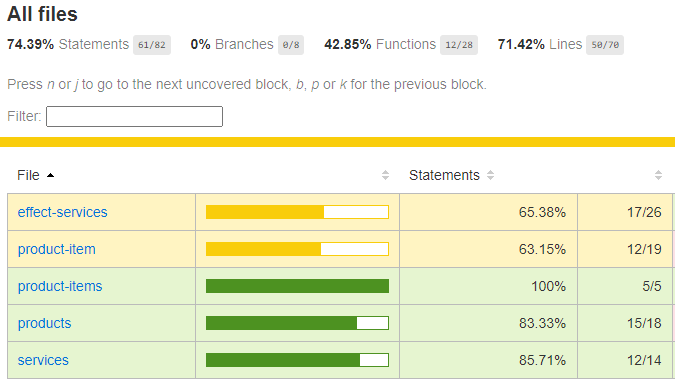 All files
74.39% Statements 61/82 0% Branches 0/8 42.85% Functions 12/28 71.42% Lines 50/70
Press n or j to go to the next uncovered block, b, p or k for the previous block.
Filter:
File Statements
effect-services 65.38% 17/26
product-item 63.15% 12/19
product-items 100% 5/5
products 83.33% 15/18
services 85.71% 12/14